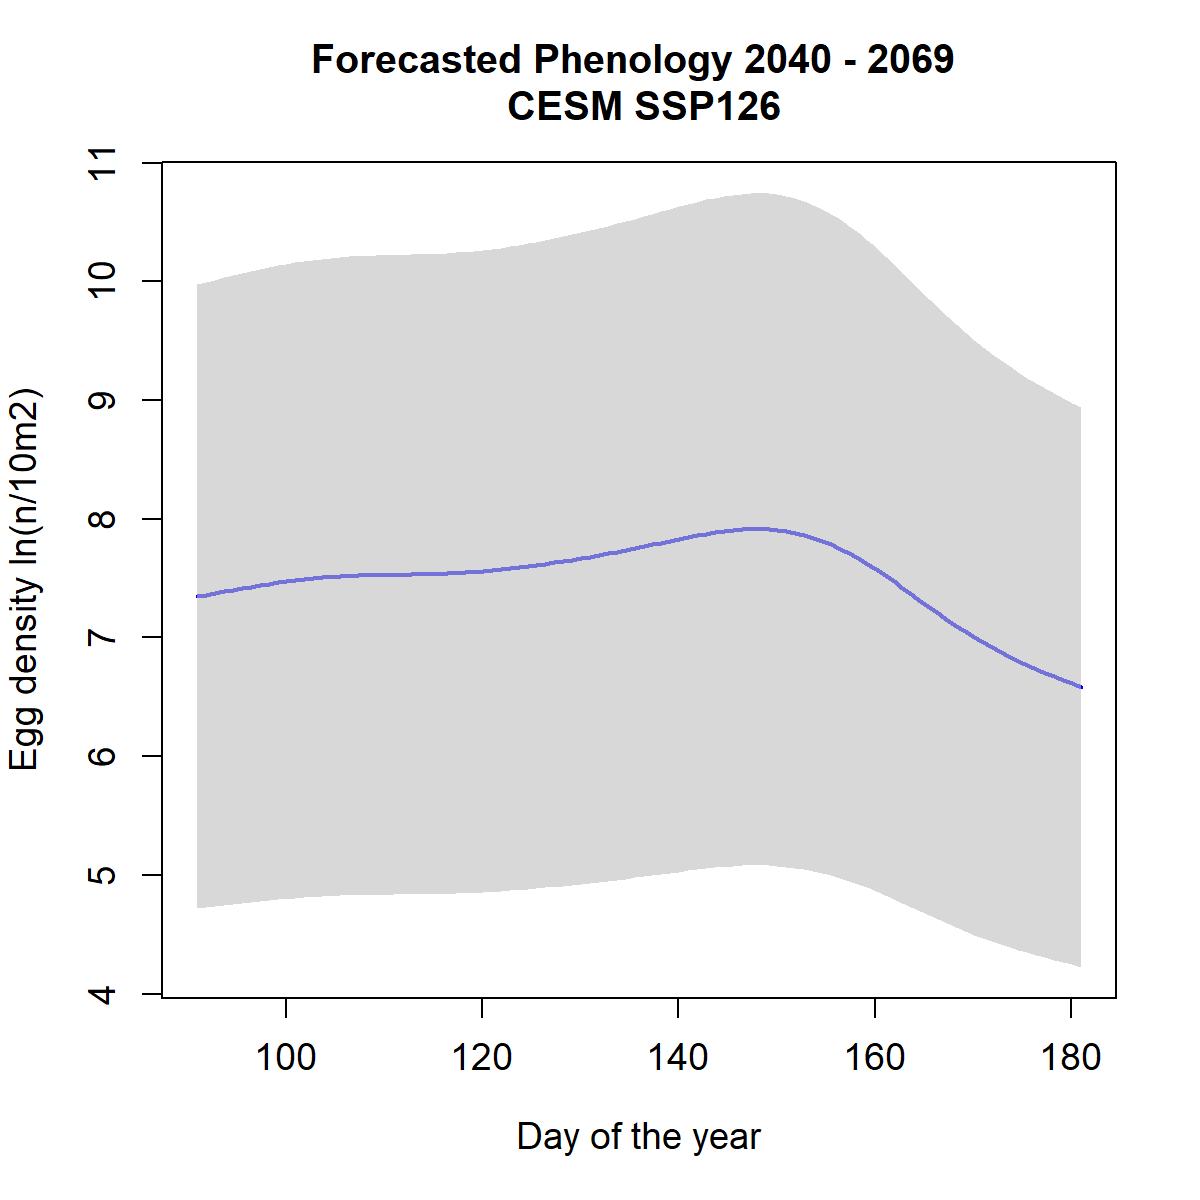 Forecasted Phenology 2040 - 2069
CESM SSP126
Egg density ln(n/10m2)
11
10
9
8
7
6
5
4
100 120 140 160 180
Day of the year